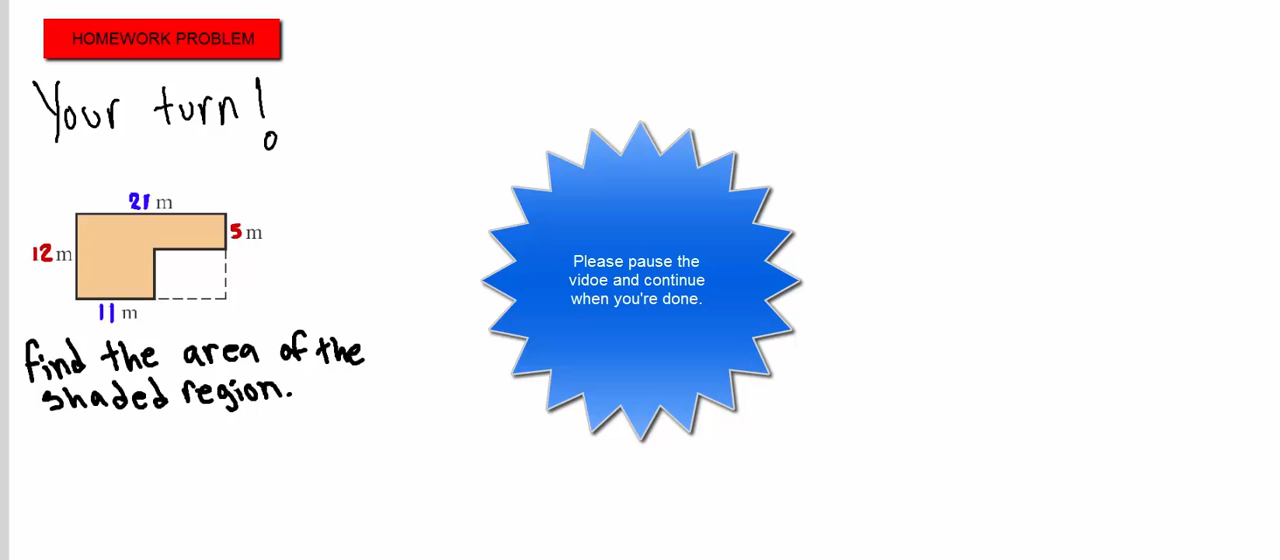 HOMEWORK PROBLEM
Your turn!
21 m
5 m
12 m
11 m
find the area of the
shaded region.
Please pause the
vidoe and continue
when you're done.